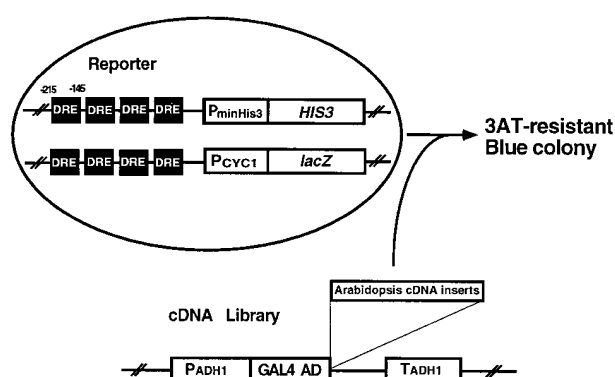 Reporter
-215 -145
DRE DRE DRE DRE PminHis3 HIS3
DRE DRE DRE DRE PCYC1 lacZ
3AT-resistant
Blue colony
Arabidopsis cDNA inserts
cDNA Library
PADH1 GAL4 AD TADH1